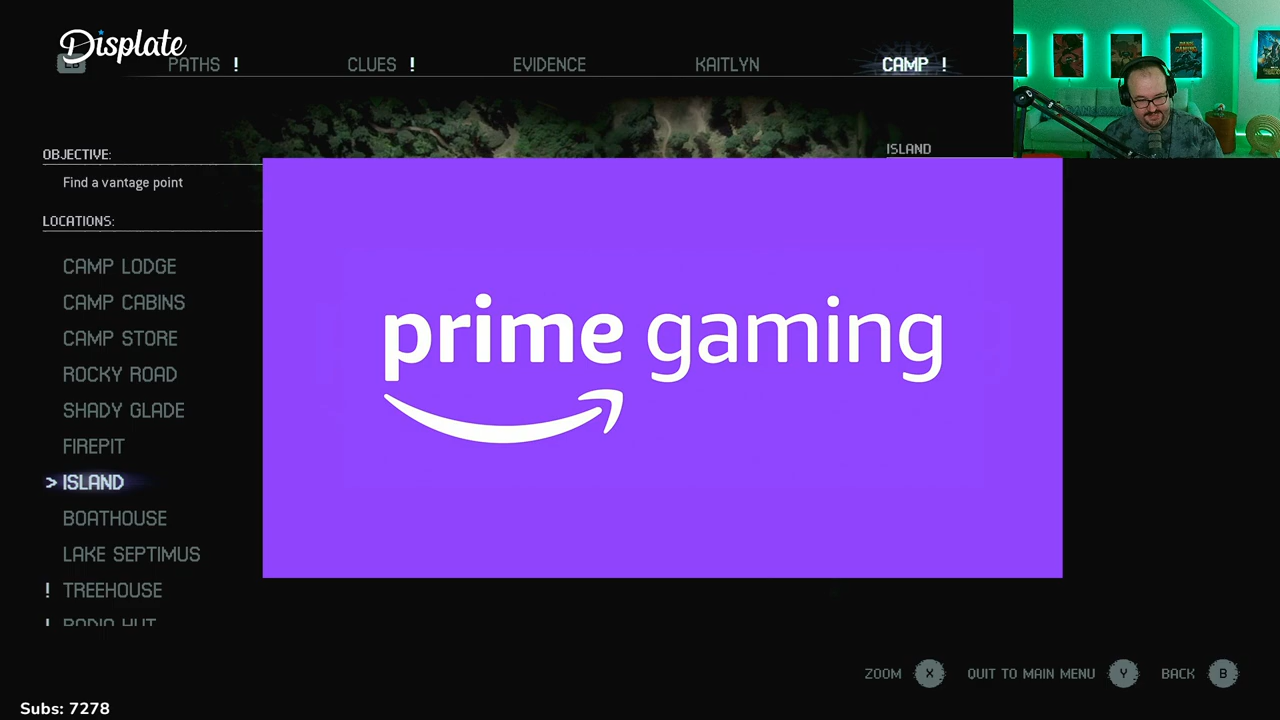 Displate
PATHS ! CLUES ! EVIDENCE KAITLYN CAMP !
OBJECTIVE:
Find a vantage point
ISLAND
LOCATIONS:
CAMP LODGE
CAMP CABINS
CAMP STORE
ROCKY ROAD
SHADY GLADE
FIREPIT
> ISLAND
BOATHOUSE
LAKE SEPTIMUS
! TREEHOUSE
! RADIO HUT
prime gaming
ZOOM X QUIT TO MAIN MENU Y BACK B
Subs: 7278